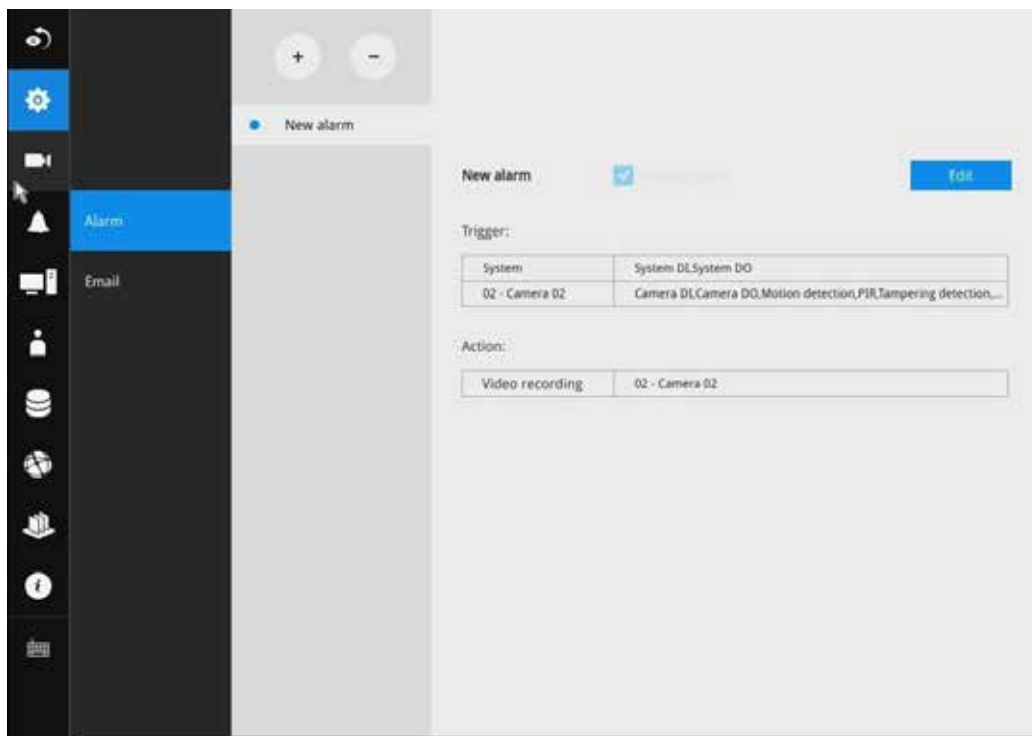 + −
New alarm
New alarm
Edit
Alarm
Trigger:
System System DI,System DO
Email
02 - Camera 02 Camera DI,Camera DO,Motion detection,PIR,Tampering detection,...
Action:
Video recording 02 - Camera 02